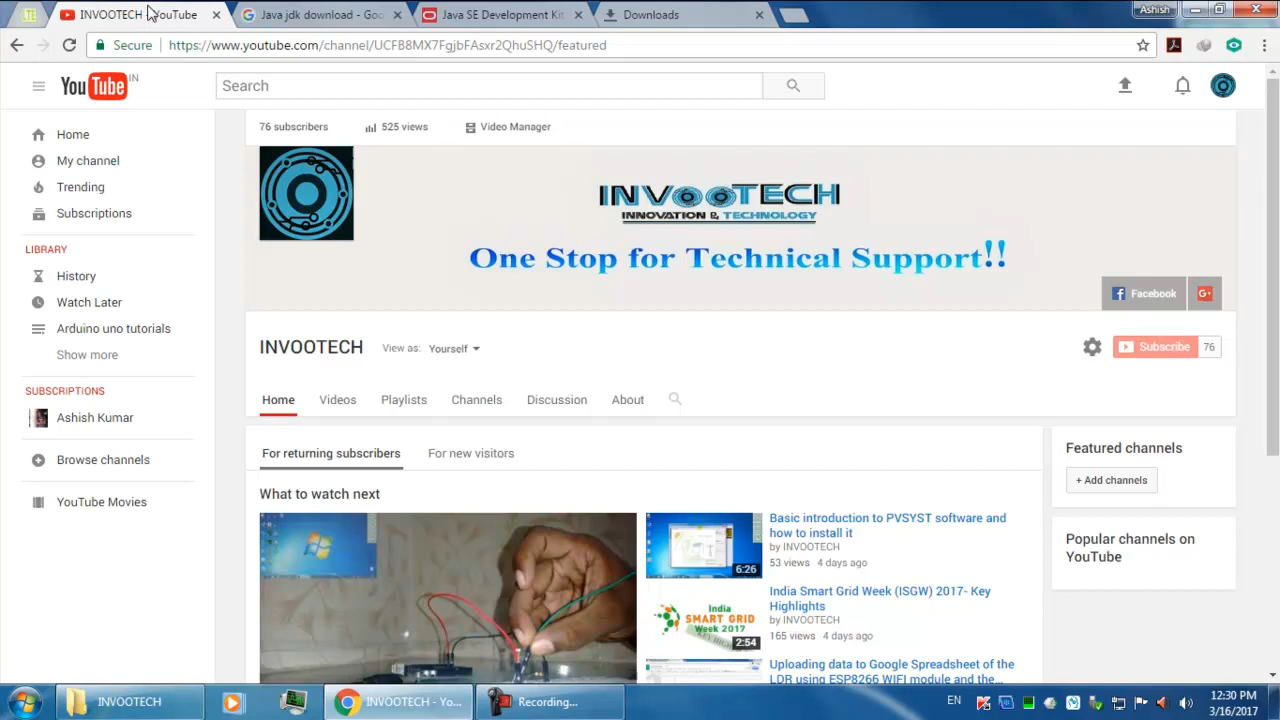 INVOOTECH - YouTube
Java jdk download - Goo
Java SE Development Kit
Downloads
Ashish
Secure
https://www.youtube.com/channel/UCFB8MX7FgjbFAsxr2QhuSHQ/featured
YouTube IN
Search
76 subscribers
525 views
Video Manager
Home
My channel
Trending
Subscriptions
LIBRARY
History
Watch Later
Arduino uno tutorials
Show more
SUBSCRIPTIONS
Ashish Kumar
Browse channels
YouTube Movies
INVOOTECH
INNOVATION & TECHNOLOGY
One Stop for Technical Support!!
Facebook
G+
INVOOTECH
View as:
Yourself
Subscribe
76
Home
Videos
Playlists
Channels
Discussion
About
For returning subscribers
For new visitors
What to watch next
Basic introduction to PVSYST software and
how to install it
by INVOOTECH
53 views 4 days ago
6:26
India Smart Grid Week (ISGW) 2017- Key
Highlights
by INVOOTECH
165 views 4 days ago
India
SMART GRID
Week 2017
2:54
Uploading data to Google Spreadsheet of the
LDR using ESP8266 WIFI module and the...
Featured channels
+ Add channels
Popular channels on
YouTube
INVOOTECH
INVOOTECH - Yo...
Recording...
EN
12:30 PM
3/16/2017